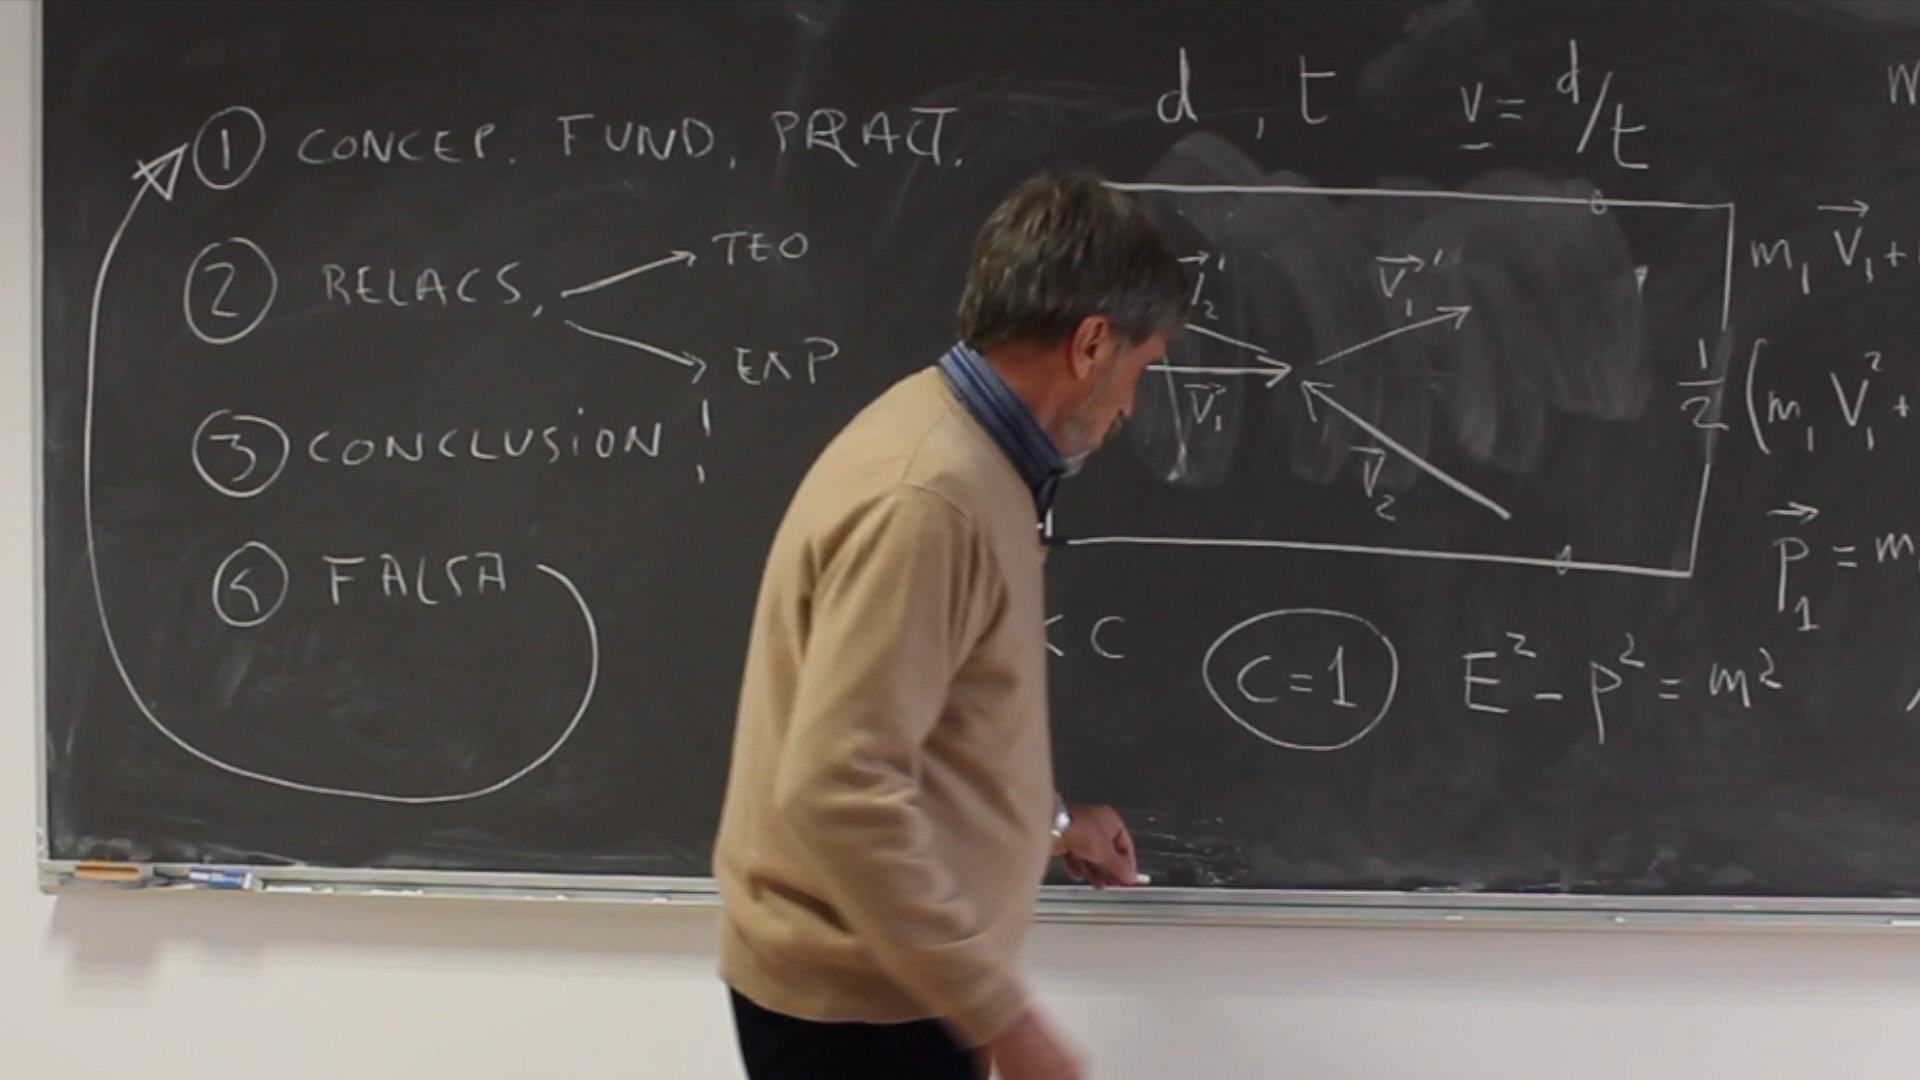 ① CONCEP. FUND. PRACT.
② RELACS.
TEO
EXP
③ CONCLUSION !
④ FALSA
d , t v = d/t
V⃗₁'
V⃗₁
V⃗₂
< C
C=1
E² - p² = m²
m₁ V⃗₁ +
1/2 (m₁ V₁² +
p⃗₁ = m